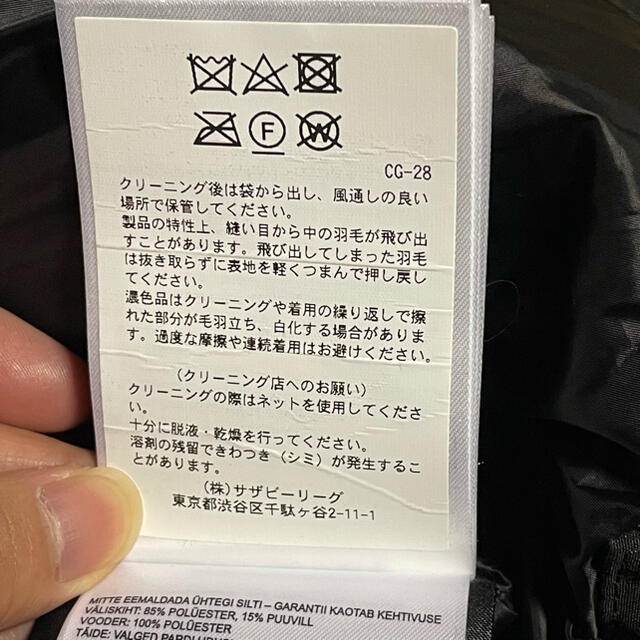 F
W
CG-28
クリーニング後は袋から出し、風通しの良い
場所で保管してください。
製品の特性上、縫い目から中の羽毛が飛び出
すことがあります。飛び出してしまった羽毛
は抜き取らずに表地を軽くつまんで押し戻し
てください。
濃色品はクリーニングや着用の繰り返しで擦
れた部分が毛羽立ち、白化する場合がありま
す。過度な摩擦や連続着用はお避けください。
(クリーニング店へのお願い)
クリーニングの際はネットを使用してくださ
い。
十分に脱液・乾燥を行ってください。
溶剤の残留できわつき(シミ)が発生するこ
とがあります。
(株)サザビーリーグ
東京都渋谷区千駄ヶ谷2-11-1
MITTE EEMALDADA ÜHTEGI SILTI – GARANTII KAOTAB KEHTIVUSE
VÄLISKIHT: 85% POLÜESTER, 15% PUUVILL
VOODER: 100% POLÜESTER
TÄIDE: VALGED